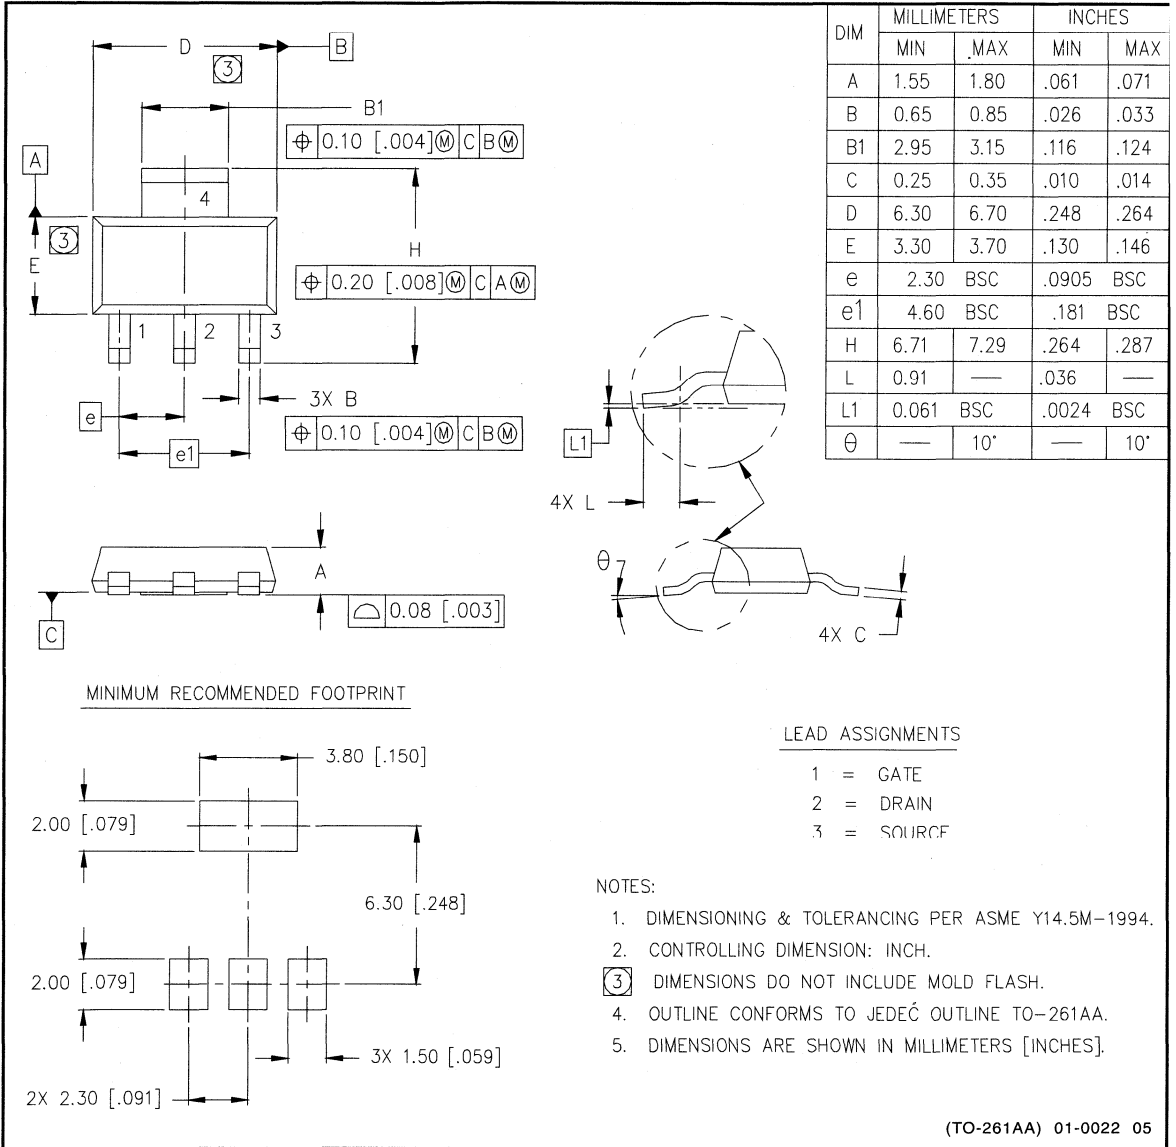 D
B
3
B1
⌖ 0.10 [.004]Ⓜ C BⓂ
A
4
3
E
H
⌖ 0.20 [.008]Ⓜ C AⓂ
1 2 3
3X B
e
⌖ 0.10 [.004]Ⓜ C BⓂ
e1
DIM MILLIMETERS INCHES
MIN MAX MIN MAX
A 1.55 1.80 .061 .071
B 0.65 0.85 .026 .033
B1 2.95 3.15 .116 .124
C 0.25 0.35 .010 .014
D 6.30 6.70 .248 .264
E 3.30 3.70 .130 .146
e 2.30 BSC .0905 BSC
e1 4.60 BSC .181 BSC
H 6.71 7.29 .264 .287
L 0.91 — .036 —
L1 0.061 BSC .0024 BSC
θ — 10° — 10°
L1
4X L
A
⌓ 0.08 [.003]
C
θ
4X C
MINIMUM RECOMMENDED FOOTPRINT
3.80 [.150]
2.00 [.079]
6.30 [.248]
2.00 [.079]
3X 1.50 [.059]
2X 2.30 [.091]
LEAD ASSIGNMENTS
1 = GATE
2 = DRAIN
3 = SOURCE
NOTES:
1. DIMENSIONING & TOLERANCING PER ASME Y14.5M-1994.
2. CONTROLLING DIMENSION: INCH.
3 DIMENSIONS DO NOT INCLUDE MOLD FLASH.
4. OUTLINE CONFORMS TO JEDEC OUTLINE TO-261AA.
5. DIMENSIONS ARE SHOWN IN MILLIMETERS [INCHES].
(TO-261AA) 01-0022 05